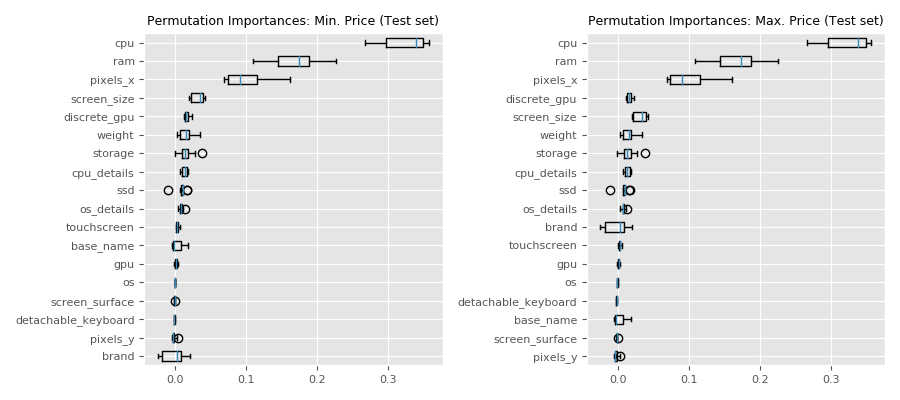 Permutation Importances: Min. Price (Test set)
cpu
ram
pixels_x
screen_size
discrete_gpu
weight
storage
cpu_details
ssd
os_details
touchscreen
base_name
gpu
os
screen_surface
detachable_keyboard
pixels_y
brand
0.0 0.1 0.2 0.3
Permutation Importances: Max. Price (Test set)
cpu
ram
pixels_x
discrete_gpu
screen_size
weight
storage
cpu_details
ssd
os_details
brand
touchscreen
gpu
os
detachable_keyboard
base_name
screen_surface
pixels_y
0.0 0.1 0.2 0.3